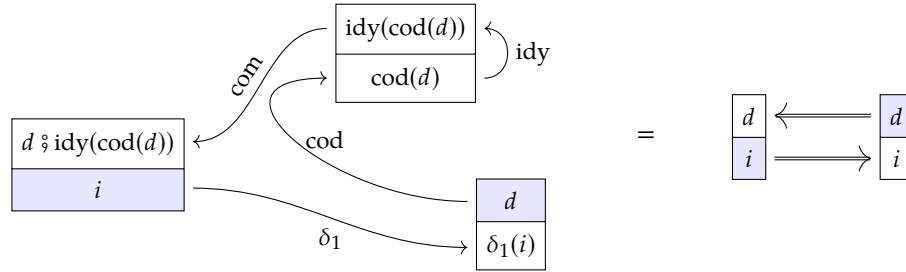 idy(cod(d))
idy
cod(d)
com
cod
d ⨟ idy(cod(d))
i
δ₁
d
δ₁(i)
=
d
d
i
i